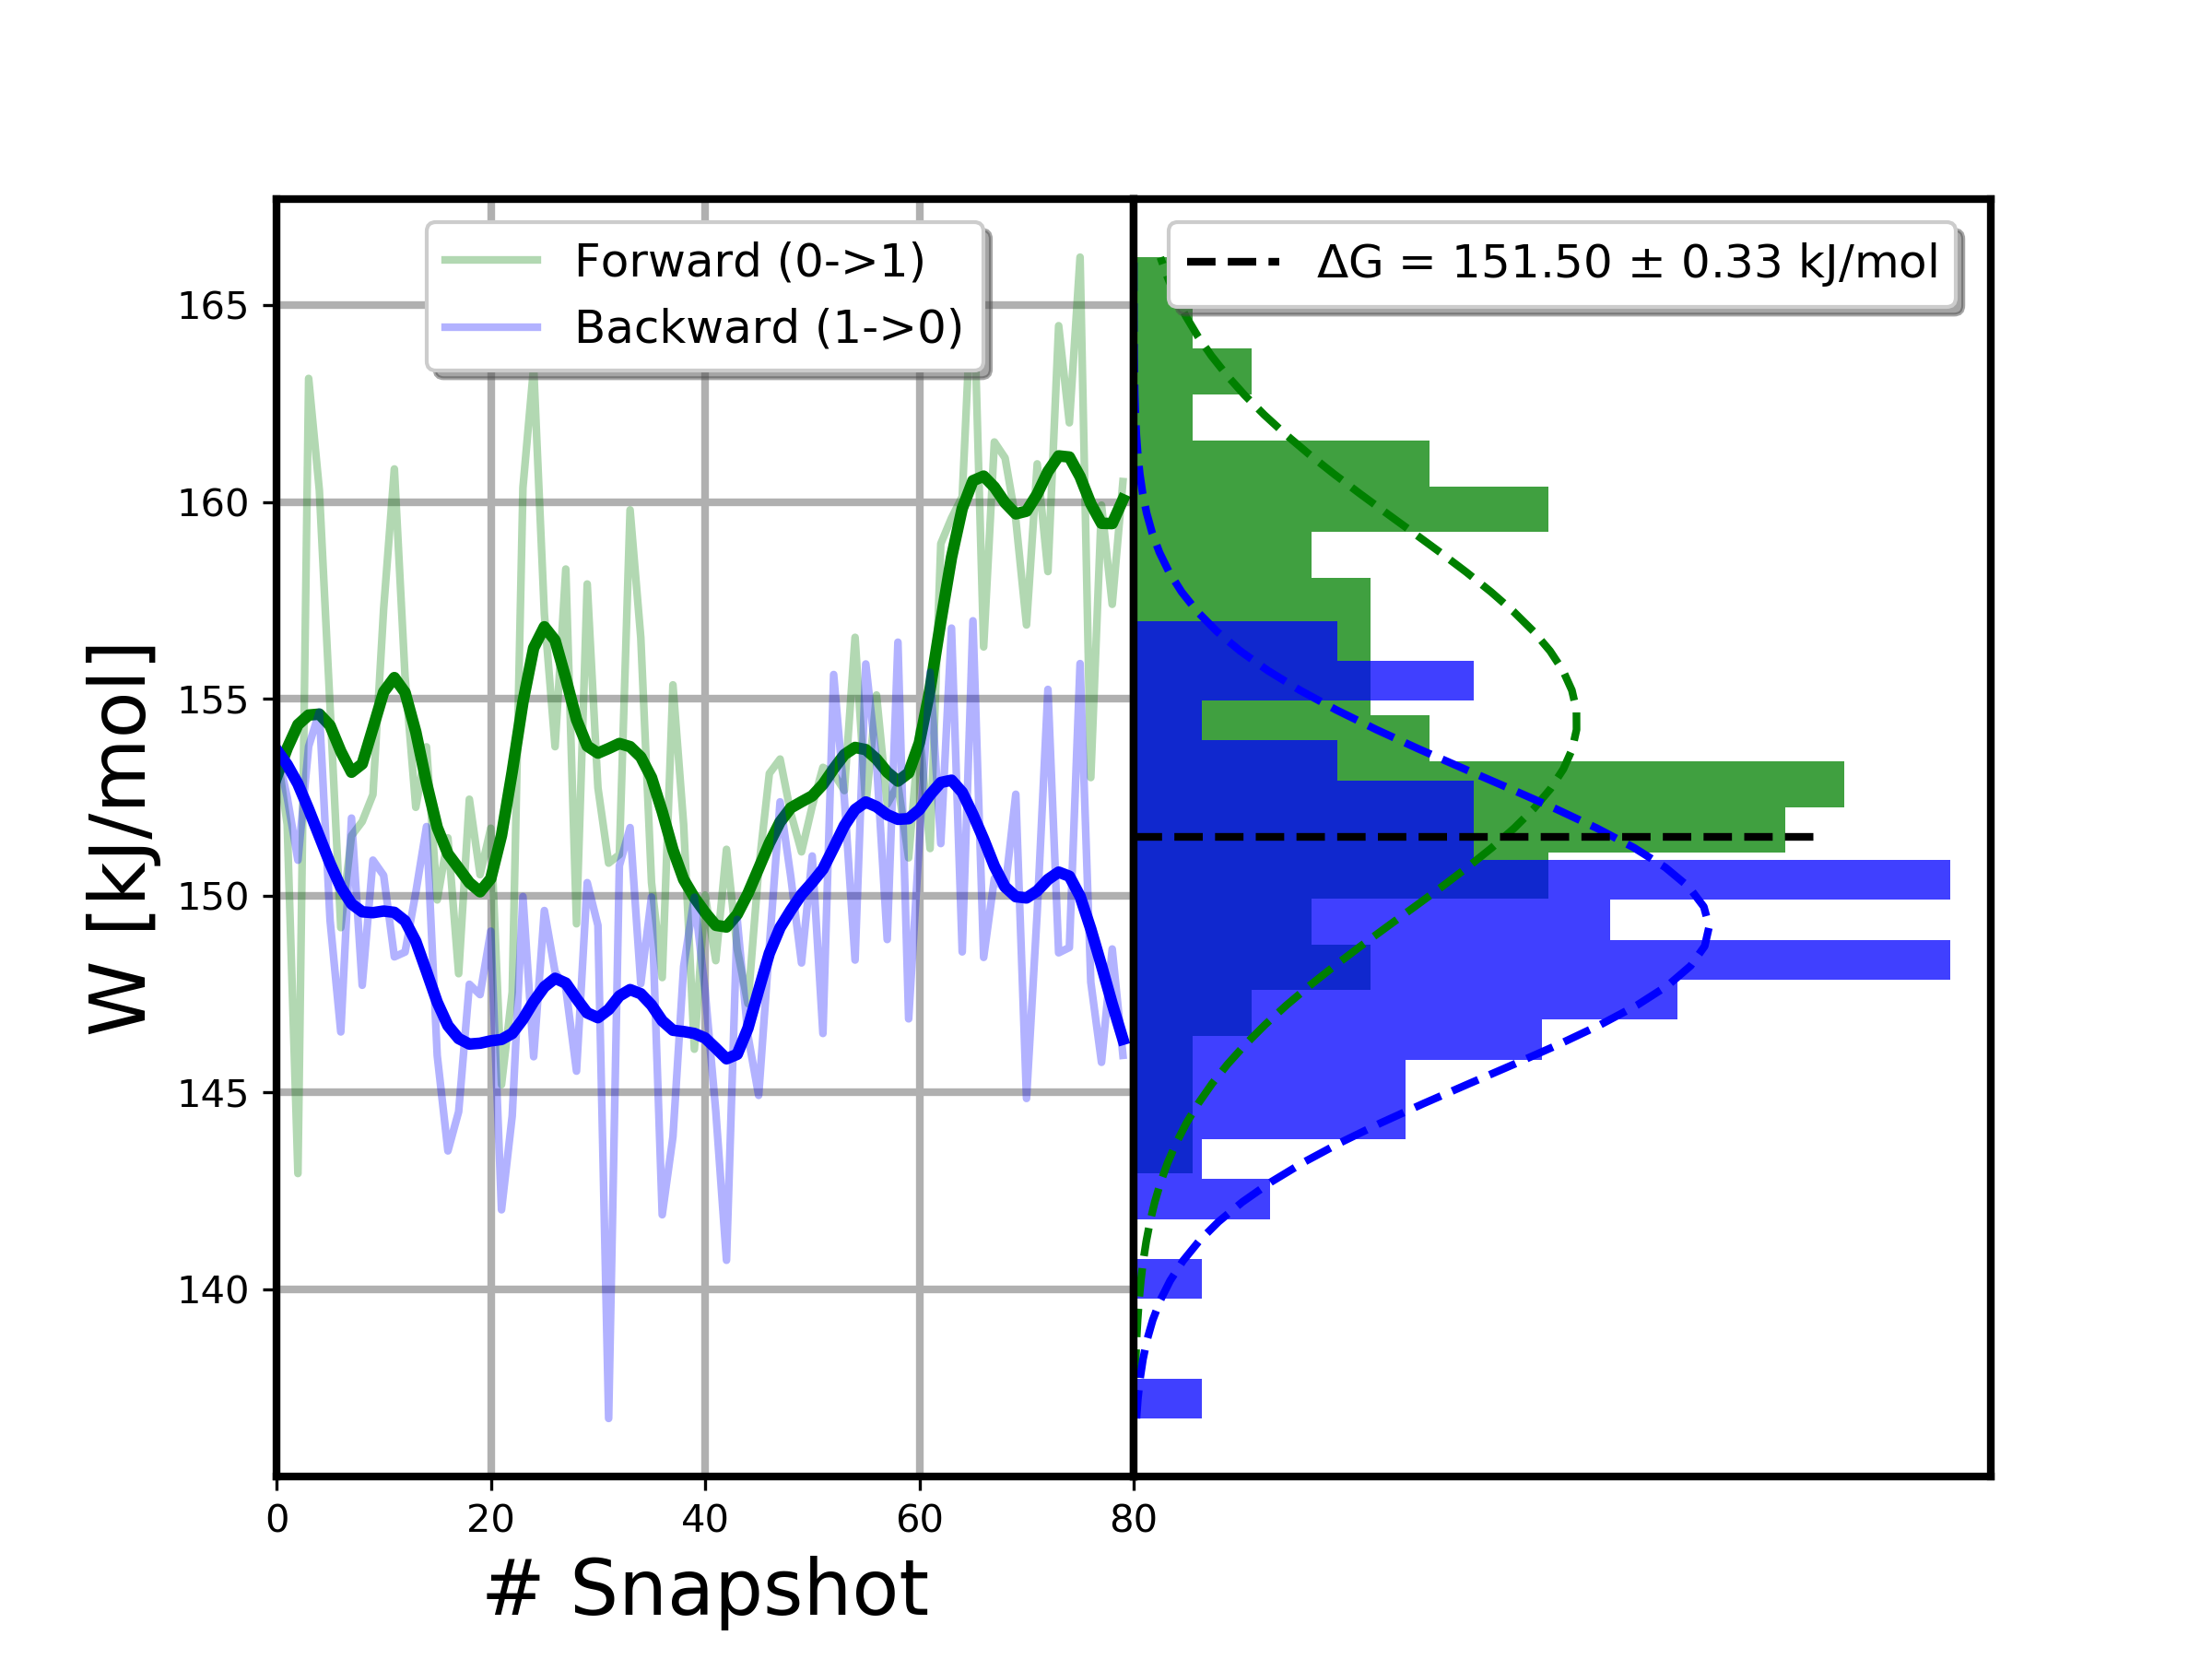 Forward (0->1)
Backward (1->0)
ΔG = 151.50 ± 0.33 kJ/mol
165
160
155
150
145
140
W [kJ/mol]
0 20 40 60 80
# Snapshot